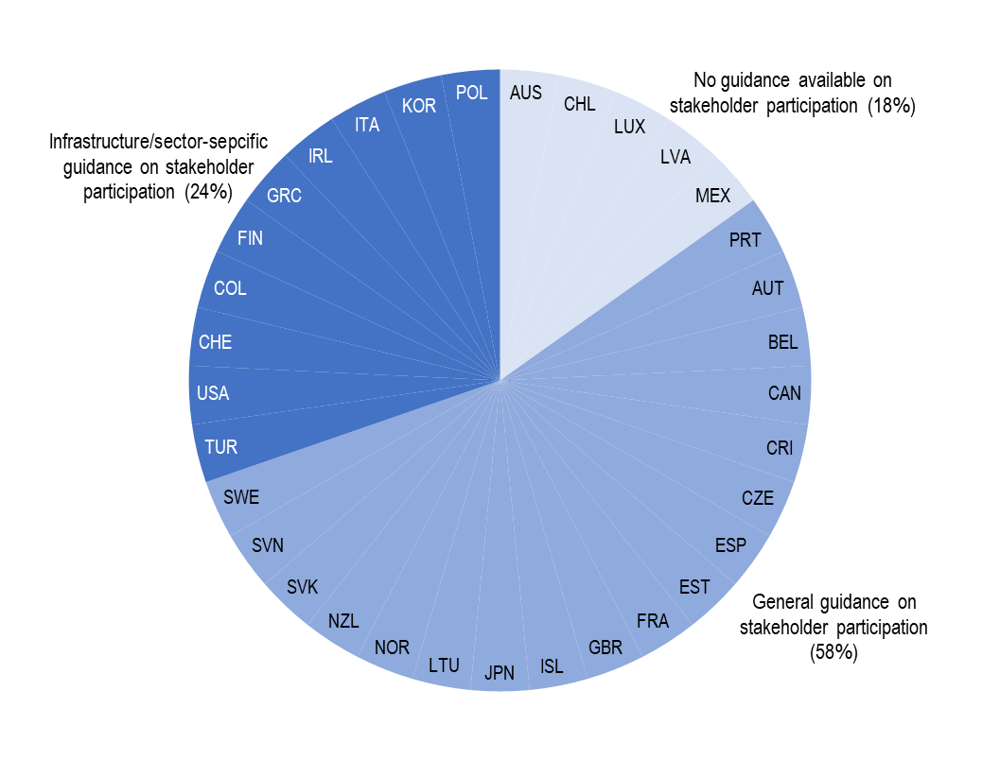 No guidance available on
stakeholder participation (18%)
Infrastructure/sector-sepcific
guidance on stakeholder
participation (24%)
General guidance on
stakeholder participation
(58%)
AUS
CHL
LUX
LVA
MEX
PRT
AUT
BEL
CAN
CRI
CZE
ESP
EST
FRA
GBR
ISL
JPN
LTU
NOR
NZL
SVK
SVN
SWE
TUR
USA
CHE
COL
FIN
GRC
IRL
ITA
KOR
POL